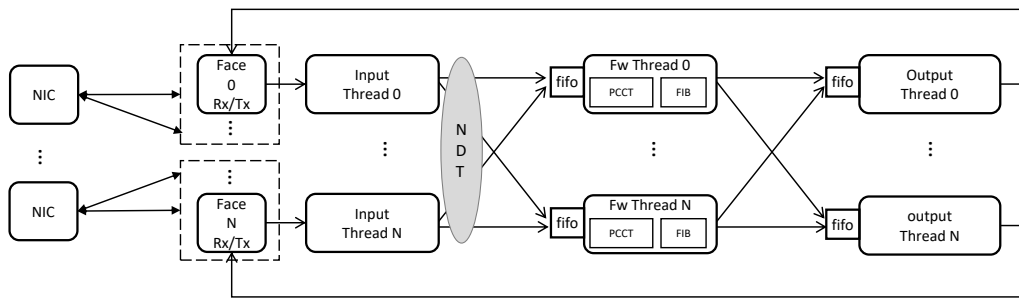 NIC
...
NIC
Face
0
Rx/Tx
...
...
Face
N
Rx/Tx
Input
Thread 0
...
Input
Thread N
N
D
T
fifo
Fw Thread 0
PCCT
FIB
...
fifo
Fw Thread N
PCCT
FIB
fifo
Output
Thread 0
...
fifo
output
Thread N